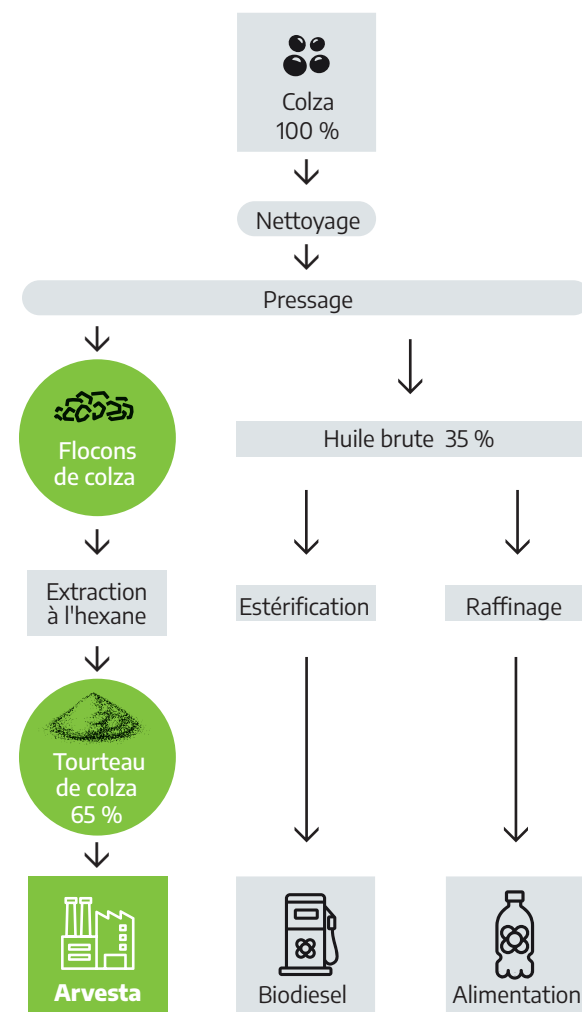 Colza
100 %
Nettoyage
Pressage
Flocons
de colza
Huile brute 35 %
Extraction
à l'hexane
Estérification
Raffinage
Tourteau
de colza
65 %
Arvesta
Biodiesel
Alimentation